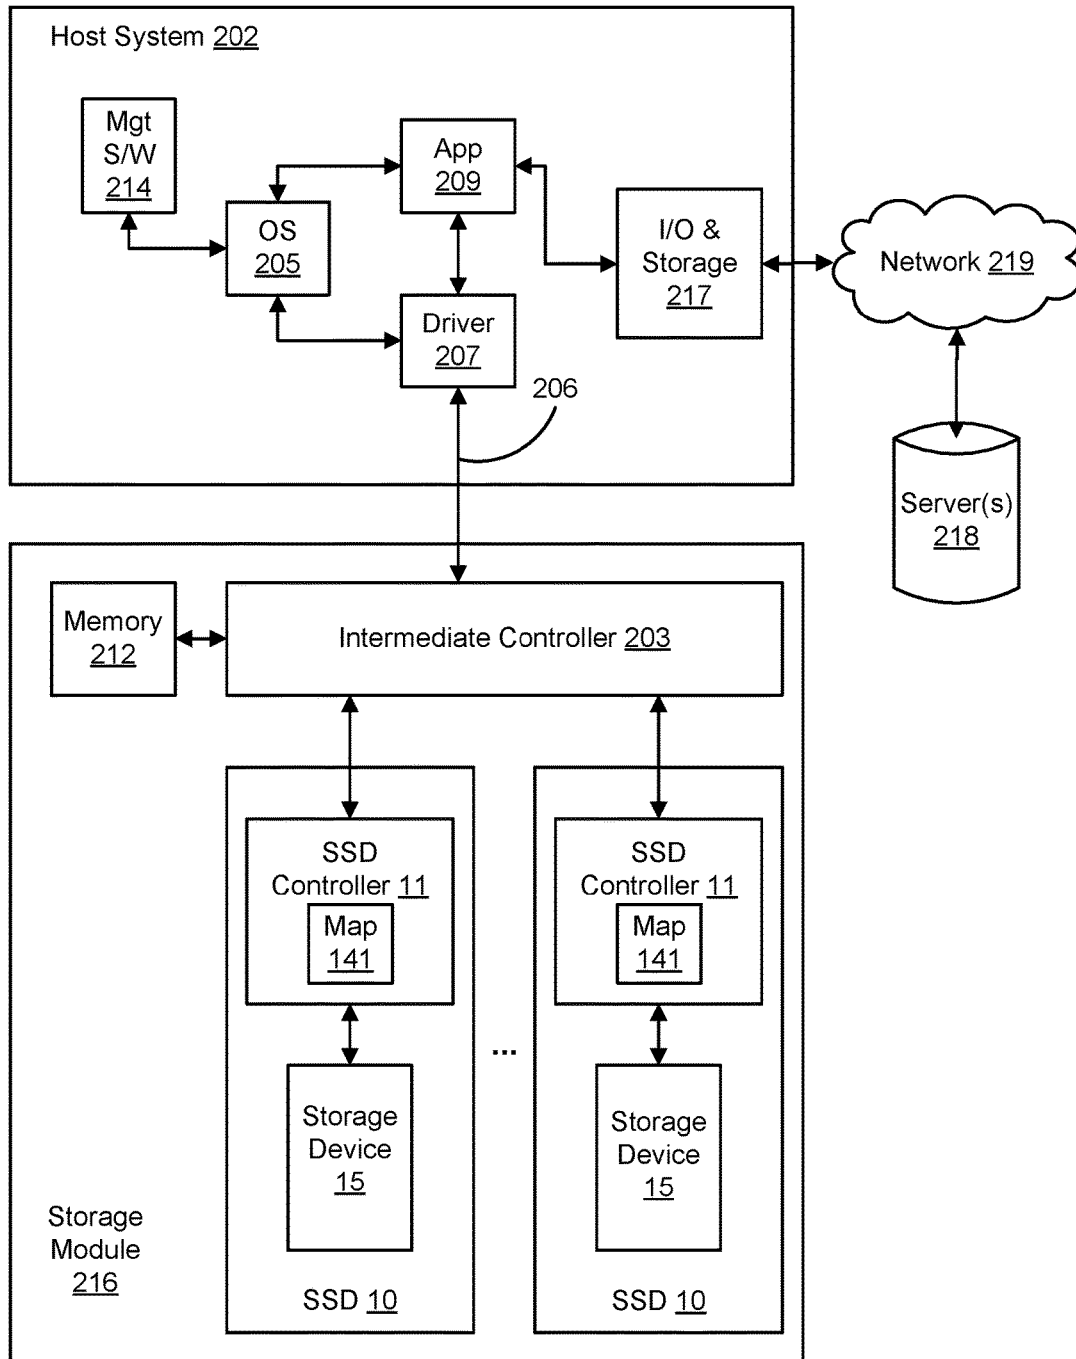 Host System 202
Mgt
S/W
214
App
209
OS
205
I/O &
Storage
217
Network 219
Driver
207
206
Server(s)
218
Memory
212
Intermediate Controller 203
SSD
Controller 11
Map
141
SSD
Controller 11
Map
141
...
Storage
Device
15
Storage
Device
15
Storage
Module
216
SSD 10
SSD 10